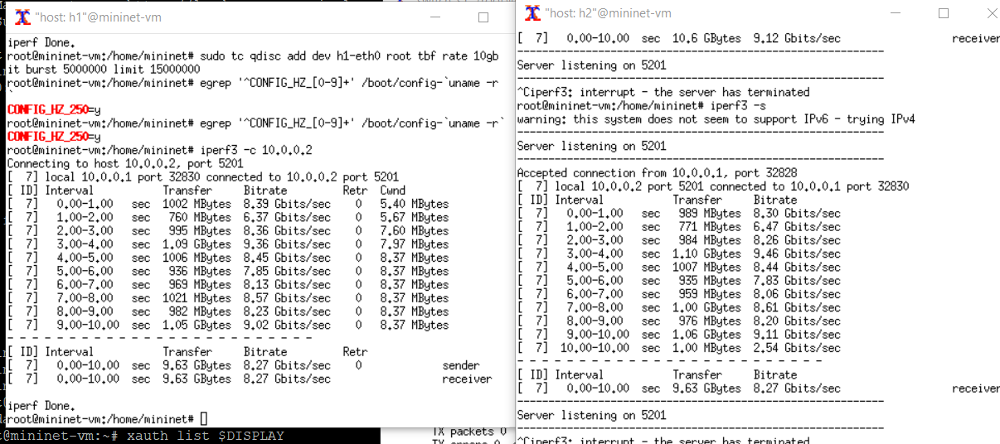 "host: h1"@mininet-vm
iperf Done.
root@mininet-vm:/home/mininet# sudo tc qdisc add dev h1-eth0 root tbf rate 10gb
it burst 5000000 limit 15000000
root@mininet-vm:/home/mininet# egrep '^CONFIG_HZ_[0-9]+' /boot/config-`uname -r
`
CONFIG_HZ_250=y
root@mininet-vm:/home/mininet# egrep '^CONFIG_HZ_[0-9]+' /boot/config-`uname -r`
CONFIG_HZ_250=y
root@mininet-vm:/home/mininet# iperf3 -c 10.0.0.2
Connecting to host 10.0.0.2, port 5201
[  7] local 10.0.0.1 port 32830 connected to 10.0.0.2 port 5201
[ ID] Interval           Transfer     Bitrate         Retr  Cwnd
[  7]   0.00-1.00   sec  1002 MBytes  8.39 Gbits/sec    0   5.40 MBytes
[  7]   1.00-2.00   sec   760 MBytes  6.37 Gbits/sec    0   5.67 MBytes
[  7]   2.00-3.00   sec   995 MBytes  8.36 Gbits/sec    0   7.60 MBytes
[  7]   3.00-4.00   sec  1.09 GBytes  9.36 Gbits/sec    0   7.97 MBytes
[  7]   4.00-5.00   sec  1006 MBytes  8.45 Gbits/sec    0   8.37 MBytes
[  7]   5.00-6.00   sec   936 MBytes  7.85 Gbits/sec    0   8.37 MBytes
[  7]   6.00-7.00   sec   969 MBytes  8.13 Gbits/sec    0   8.37 MBytes
[  7]   7.00-8.00   sec  1021 MBytes  8.57 Gbits/sec    0   8.37 MBytes
[  7]   8.00-9.00   sec   982 MBytes  8.23 Gbits/sec    0   8.37 MBytes
[  7]   9.00-10.00  sec  1.05 GBytes  9.02 Gbits/sec    0   8.37 MBytes
- - - - - - - - - - - - - - - - - - - - - - - - -
[ ID] Interval           Transfer     Bitrate         Retr
[  7]   0.00-10.00  sec  9.63 GBytes  8.27 Gbits/sec    0             sender
[  7]   0.00-10.00  sec  9.63 GBytes  8.27 Gbits/sec                  receiver
iperf Done.
root@mininet-vm:/home/mininet#
@mininet-vm:~# xauth list $DISPLAY
TX packets 0
"host: h2"@mininet-vm
[  7]   0.00-10.00  sec  10.6 GBytes  9.12 Gbits/sec                  receiver
-----------------------------------------------------------
Server listening on 5201
-----------------------------------------------------------
^Ciperf3: interrupt - the server has terminated
root@mininet-vm:/home/mininet# iperf3 -s
warning: this system does not seem to support IPv6 - trying IPv4
-----------------------------------------------------------
Server listening on 5201
-----------------------------------------------------------
Accepted connection from 10.0.0.1, port 32828
[  7] local 10.0.0.2 port 5201 connected to 10.0.0.1 port 32830
[ ID] Interval           Transfer     Bitrate
[  7]   0.00-1.00   sec   989 MBytes  8.30 Gbits/sec
[  7]   1.00-2.00   sec   771 MBytes  6.47 Gbits/sec
[  7]   2.00-3.00   sec   984 MBytes  8.26 Gbits/sec
[  7]   3.00-4.00   sec  1.10 GBytes  9.46 Gbits/sec
[  7]   4.00-5.00   sec  1007 MBytes  8.44 Gbits/sec
[  7]   5.00-6.00   sec   935 MBytes  7.83 Gbits/sec
[  7]   6.00-7.00   sec   959 MBytes  8.06 Gbits/sec
[  7]   7.00-8.00   sec  1.00 GBytes  8.61 Gbits/sec
[  7]   8.00-9.00   sec   976 MBytes  8.20 Gbits/sec
[  7]   9.00-10.00  sec  1.06 GBytes  9.11 Gbits/sec
[  7]  10.00-10.00  sec  1.00 MBytes  2.54 Gbits/sec
- - - - - - - - - - - - - - - - - - - - - - - - -
[ ID] Interval           Transfer     Bitrate
[  7]   0.00-10.00  sec  9.63 GBytes  8.27 Gbits/sec                  receiver
-----------------------------------------------------------
Server listening on 5201
-----------------------------------------------------------
^Ciperf3: interrupt - the server has terminated